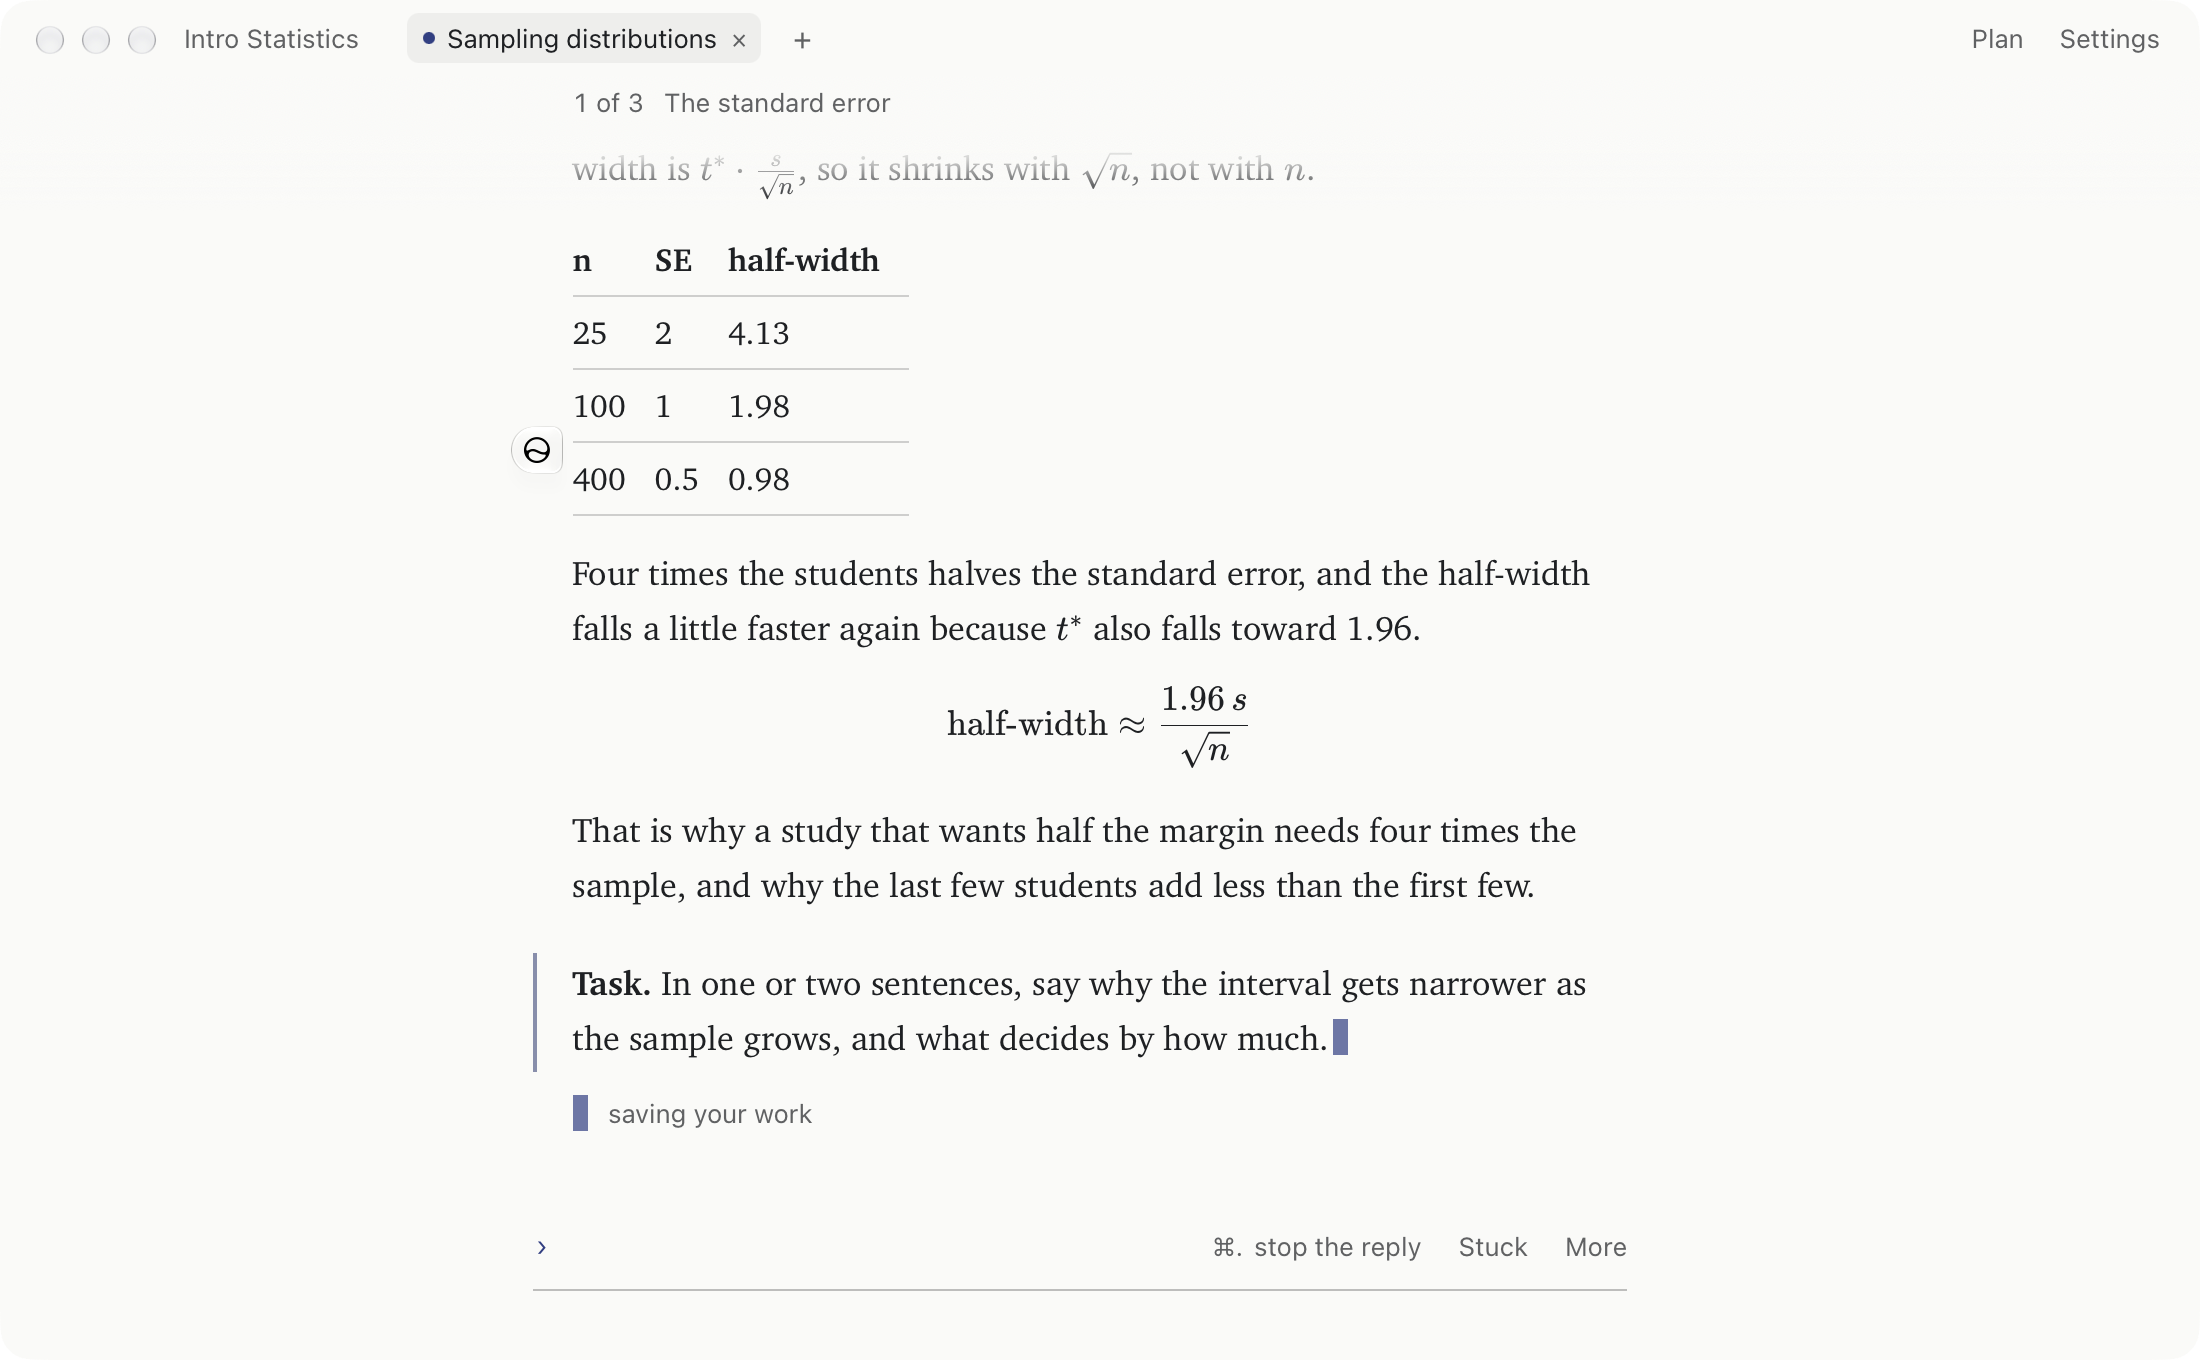 Intro Statistics
Sampling distributions ×
+
Plan Settings
1 of 3 The standard error
width is t* · s/√n, so it shrinks with √n, not with n.
n SE half-width
25 2 4.13
100 1 1.98
400 0.5 0.98
Four times the students halves the standard error, and the half-width
falls a little faster again because t* also falls toward 1.96.
half-width ≈ 1.96 s/√n
That is why a study that wants half the margin needs four times the
sample, and why the last few students add less than the first few.
Task. In one or two sentences, say why the interval gets narrower as
the sample grows, and what decides by how much.
saving your work
› ⌘. stop the reply Stuck More